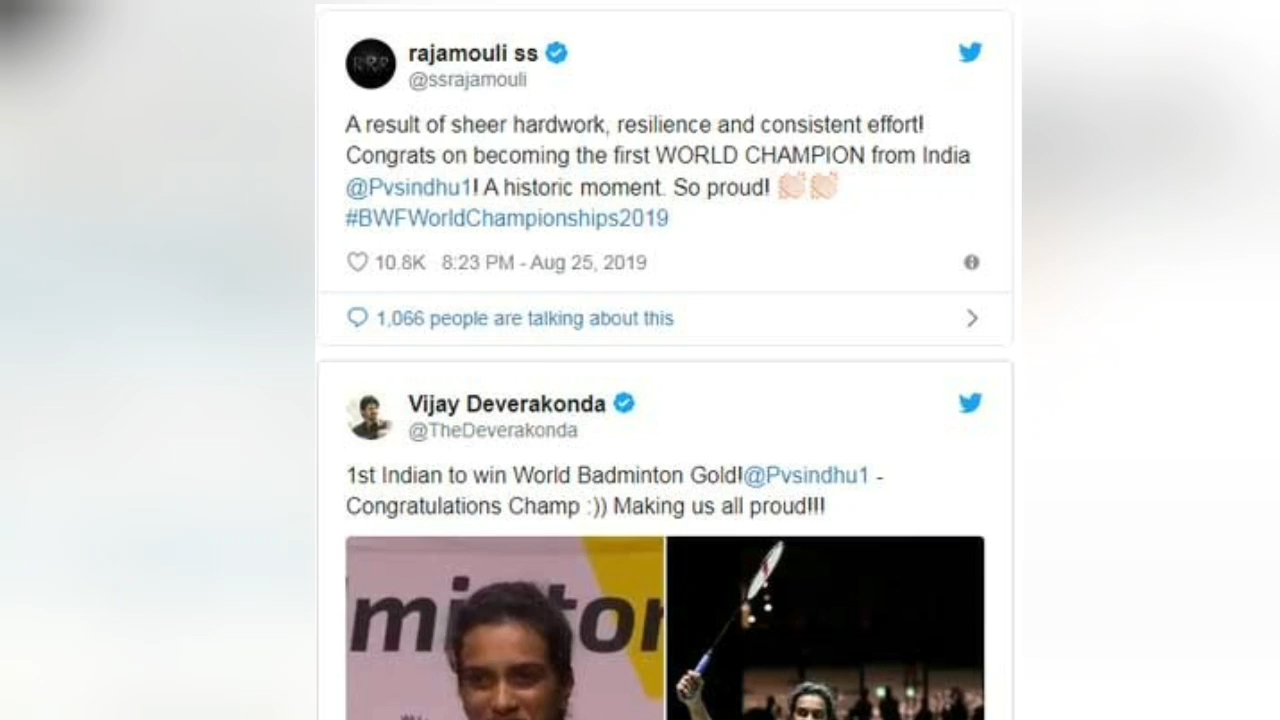 rajamouli ss
@ssrajamouli
A result of sheer hardwork, resilience and consistent effort!
Congrats on becoming the first WORLD CHAMPION from India
@Pvsindhu1! A historic moment. So proud! 👏🏻👏🏻
#BWFWorldChampionships2019
10.8K 8:23 PM - Aug 25, 2019
1,066 people are talking about this
Vijay Deverakonda
@TheDeverakonda
1st Indian to win World Badminton Gold!@Pvsindhu1 -
Congratulations Champ :)) Making us all proud!!!